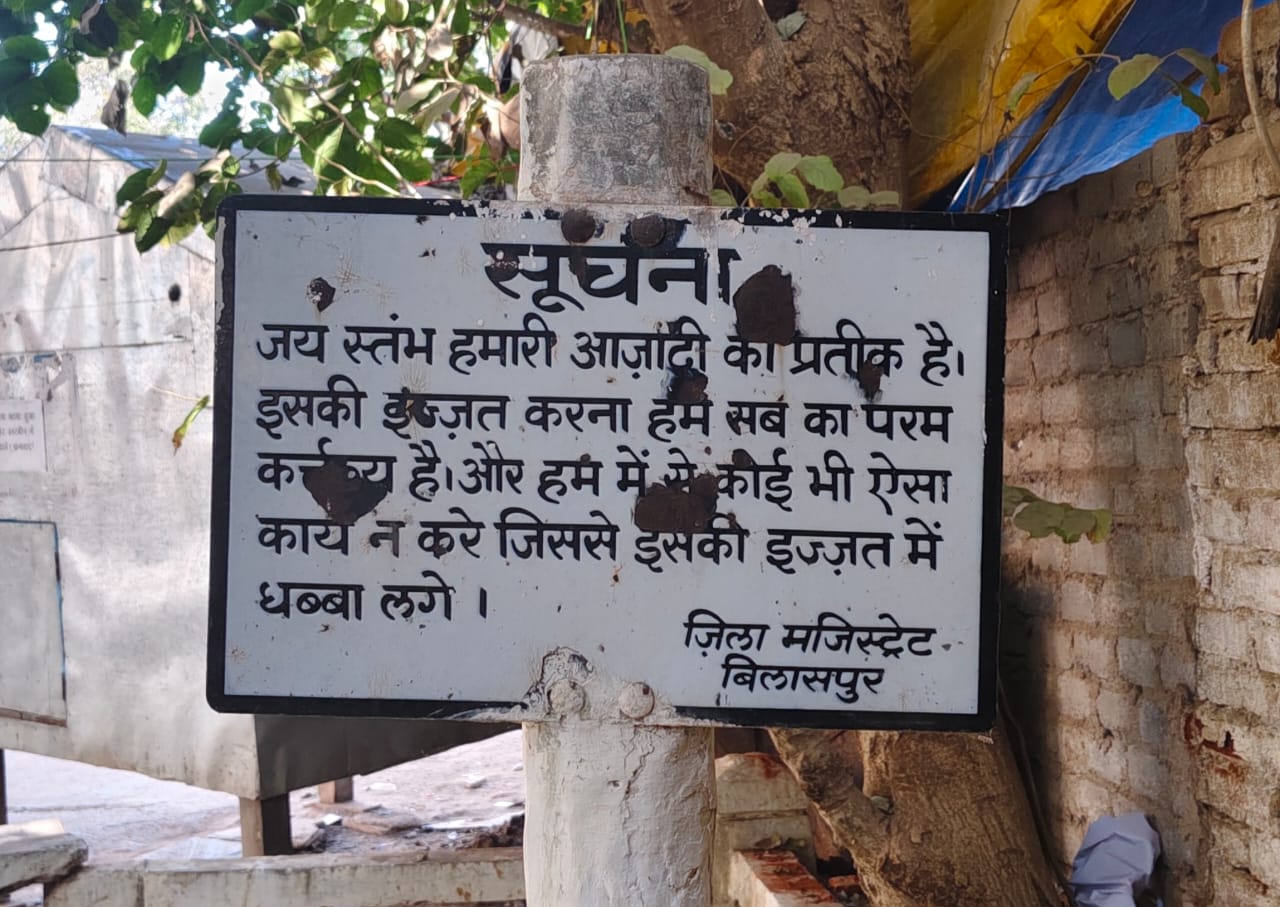 सूचना
जय स्तंभ हमारी आज़ादी का प्रतीक है।
इसकी इज्ज़त करना हम सब का परम
कर्त्तव्य है।और हम में से कोई भी ऐसा
कार्य न करे जिससे इसकी इज्ज़त में
धब्बा लगे ।
ज़िला मजिस्ट्रेट
बिलासपुर